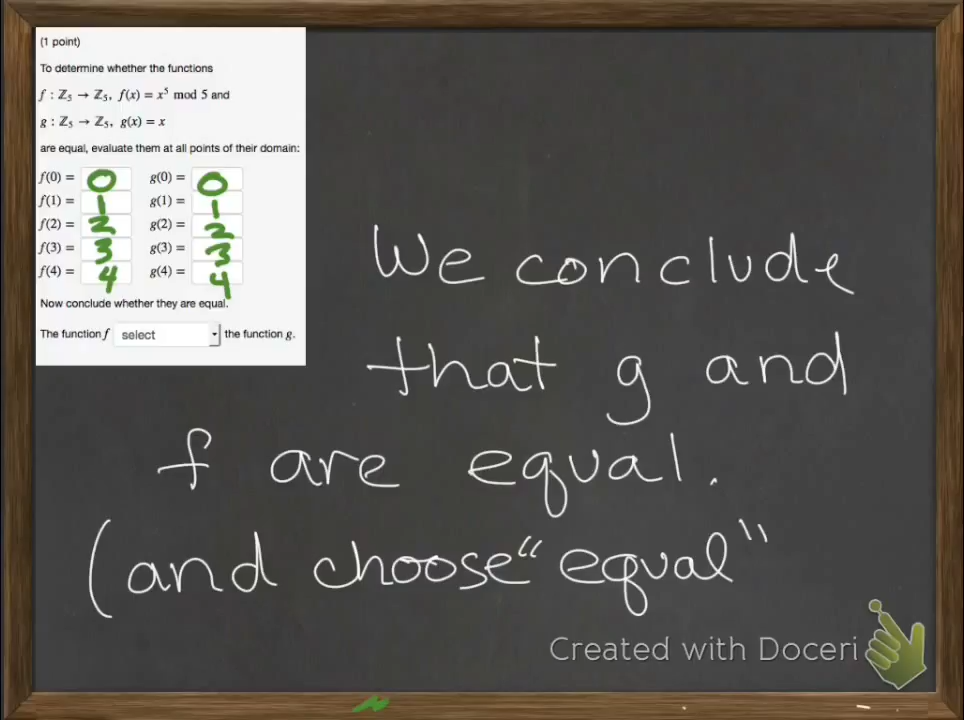 (1 point)
To determine whether the functions
f : ℤ₅ → ℤ₅, f(x) = x⁵ mod 5 and
g : ℤ₅ → ℤ₅, g(x) = x
are equal, evaluate them at all points of their domain:
f(0) = 0 g(0) = 0
f(1) = 1 g(1) = 1
f(2) = 2 g(2) = 2
f(3) = 3 g(3) = 3
f(4) = 4 g(4) = 4
Now conclude whether they are equal.
The function f select the function g.
We conclude
that g and
f are equal.
(and choose "equal"
Created with Doceri